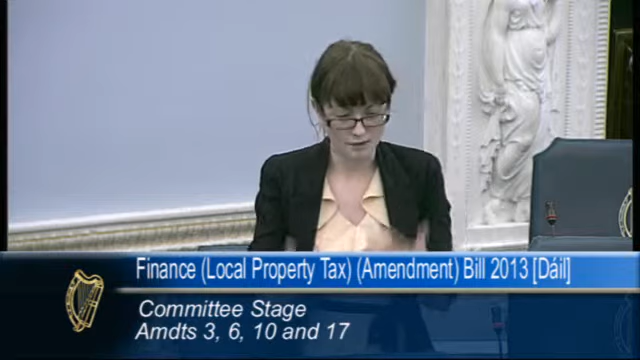 Finance (Local Property Tax) (Amendment) Bill 2013 [Dáil]
Committee Stage
Amdts 3, 6, 10 and 17